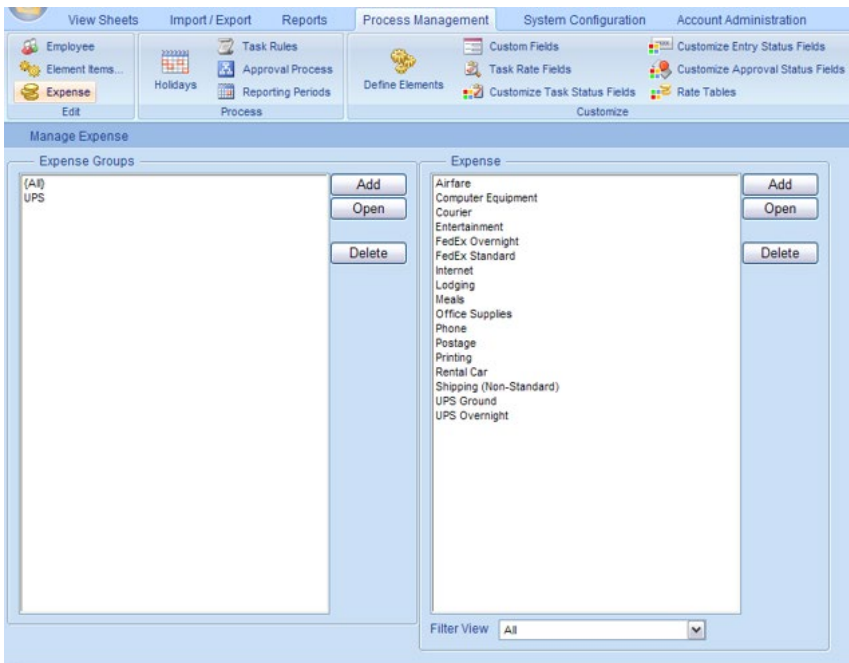 View Sheets Import / Export Reports Process Management System Configuration Account Administration
Employee
Element Items...
Expense
Edit
Holidays
Task Rules
Approval Process
Reporting Periods
Process
Define Elements
Custom Fields
Task Rate Fields
Customize Task Status Fields
Customize Entry Status Fields
Customize Approval Status Fields
Rate Tables
Customize
Manage Expense
Expense Groups
{All}
UPS
Add
Open
Delete
Expense
Airfare
Computer Equipment
Courier
Entertainment
FedEx Overnight
FedEx Standard
Internet
Lodging
Meals
Office Supplies
Phone
Postage
Printing
Rental Car
Shipping (Non-Standard)
UPS Ground
UPS Overnight
Add
Open
Delete
Filter View All